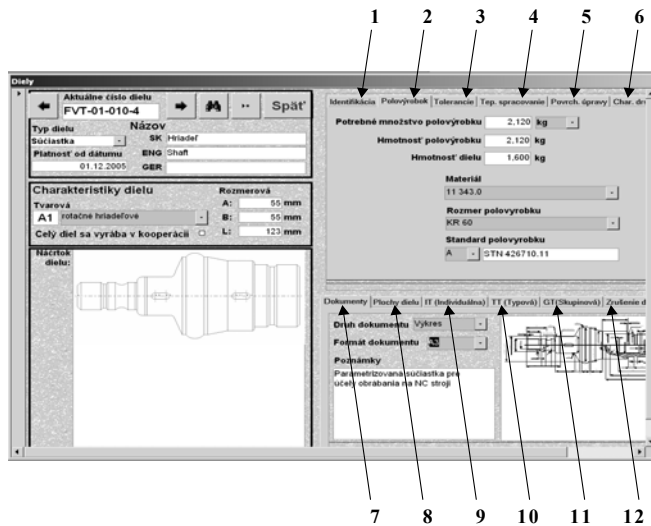 1 2 3 4 5 6
Diely
Aktuálne číslo dielu
FVT-01-010-4
Späť
Typ dielu
Názov
Súčiastka
SK Hriadeľ
Platnosť od dátumu
ENG Shaft
01.12.2005
GER
Charakteristiky dielu
Rozmerová
Tvarová
A: 55 mm
A1 rotačné hriadeľové
B: 55 mm
Celý diel sa vyrába v kooperácii
L: 123 mm
Náčrtok
dielu:
Identifikácia Polovýrobok Tolerancie Tep. spracovanie Povrch. úpravy Char. dr
Potrebné množstvo polovýrobku 2,120 kg
Hmotnosť polovýrobku 2,120 kg
Hmotnosť dielu 1,600 kg
Materiál
11 343.0
Rozmer polovyrobku
KR 60
Standard polovyrobku
A STN 426710.11
Dokumenty Plochy dielu IT (Individuálna) TT (Typová) GT(Skupinová) Zrušenie d
Druh dokumentu Výkres
Formát dokumentu A3
Poznámky
Parametrizovana súčiastka pre
účely obrábania na NC stroji
7 8 9 10 11 12